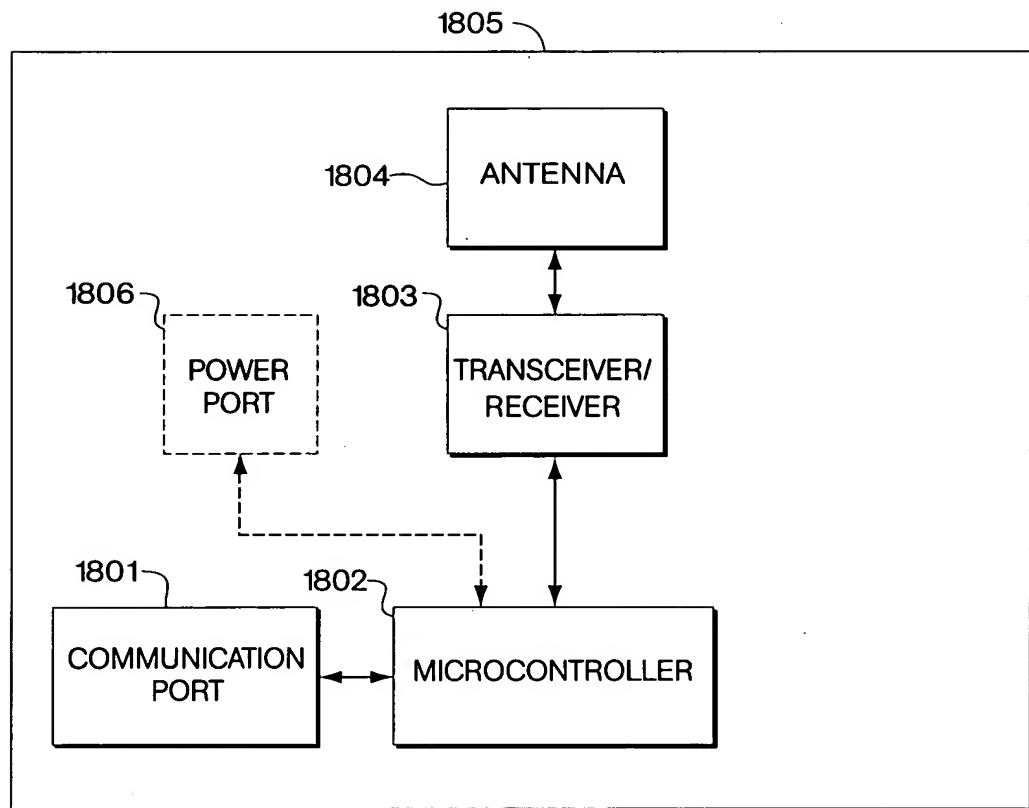 1805
1804
ANTENNA
1806
1803
POWER
PORT
TRANSCEIVER/
RECEIVER
1801
1802
COMMUNICATION
PORT
MICROCONTROLLER